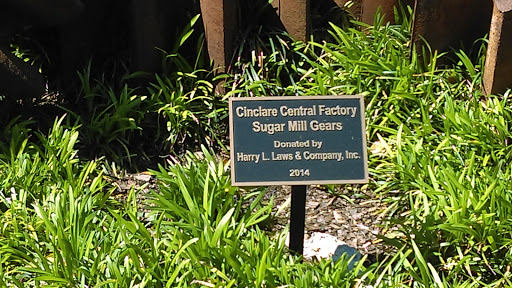 Cinclare Central Factory
Sugar Mill Gears
Donated by
Harry L. Laws & Company, Inc.
2014